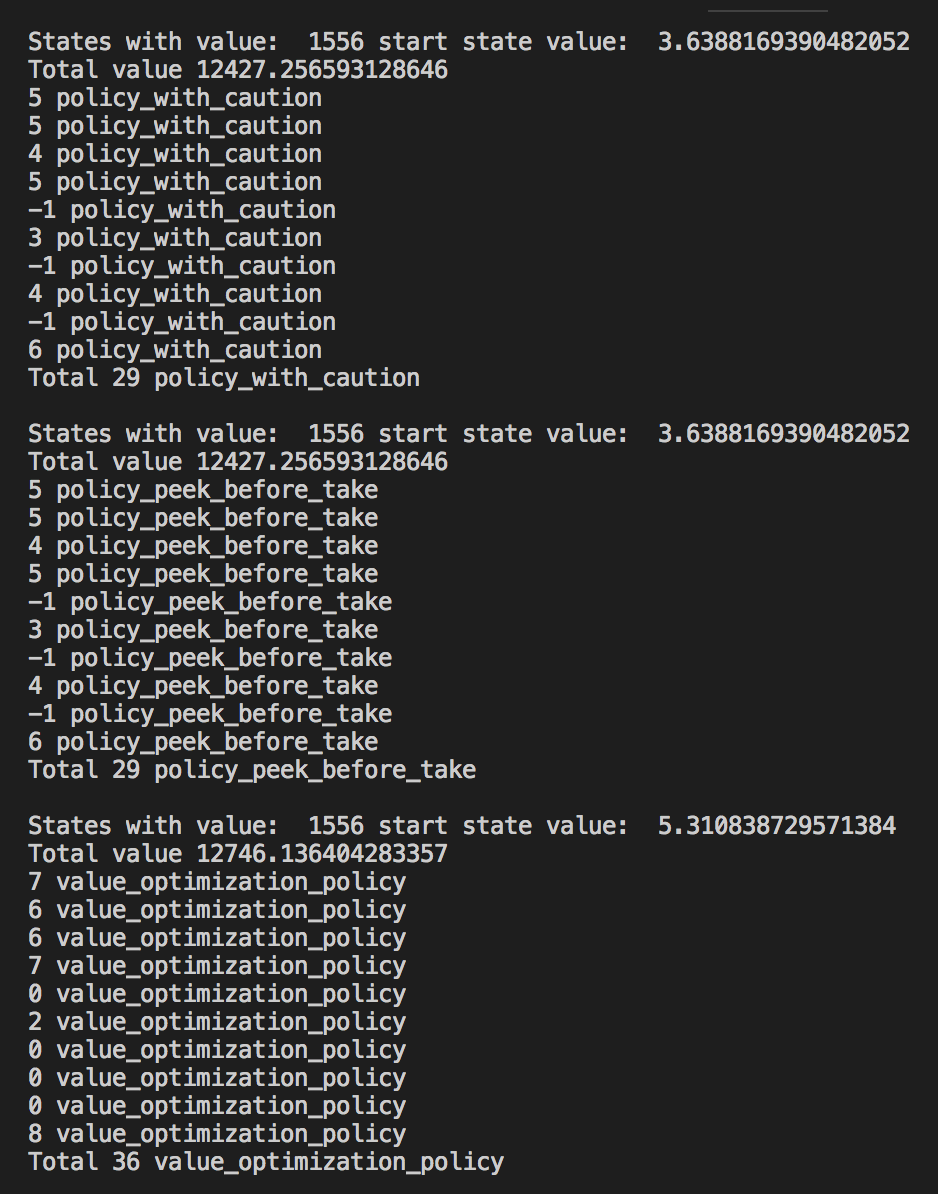 States with value:  1556 start state value:  3.6388169390482052
Total value 12427.256593128646
5 policy_with_caution
5 policy_with_caution
4 policy_with_caution
5 policy_with_caution
-1 policy_with_caution
3 policy_with_caution
-1 policy_with_caution
4 policy_with_caution
-1 policy_with_caution
6 policy_with_caution
Total 29 policy_with_caution
States with value:  1556 start state value:  3.6388169390482052
Total value 12427.256593128646
5 policy_peek_before_take
5 policy_peek_before_take
4 policy_peek_before_take
5 policy_peek_before_take
-1 policy_peek_before_take
3 policy_peek_before_take
-1 policy_peek_before_take
4 policy_peek_before_take
-1 policy_peek_before_take
6 policy_peek_before_take
Total 29 policy_peek_before_take
States with value:  1556 start state value:  5.310838729571384
Total value 12746.136404283357
7 value_optimization_policy
6 value_optimization_policy
6 value_optimization_policy
7 value_optimization_policy
0 value_optimization_policy
2 value_optimization_policy
0 value_optimization_policy
0 value_optimization_policy
0 value_optimization_policy
8 value_optimization_policy
Total 36 value_optimization_policy